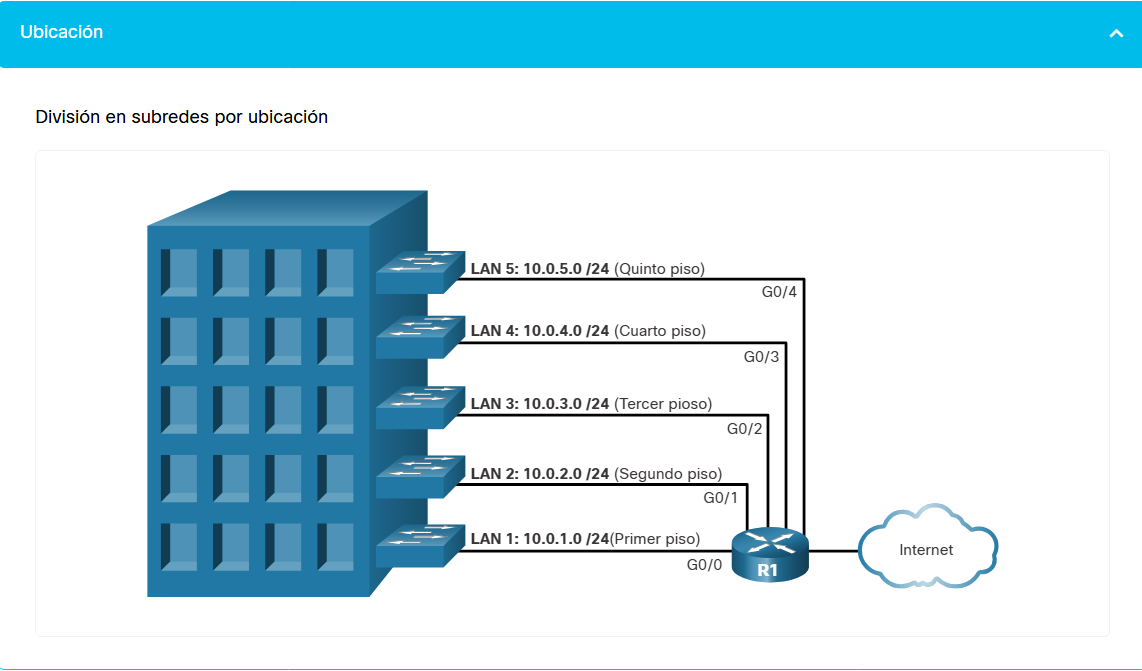 Ubicación
División en subredes por ubicación
LAN 5: 10.0.5.0 /24 (Quinto piso)
G0/4
LAN 4: 10.0.4.0 /24 (Cuarto piso)
G0/3
LAN 3: 10.0.3.0 /24 (Tercer pioso)
G0/2
LAN 2: 10.0.2.0 /24 (Segundo piso)
G0/1
LAN 1: 10.0.1.0 /24(Primer piso)
G0/0
R1
Internet